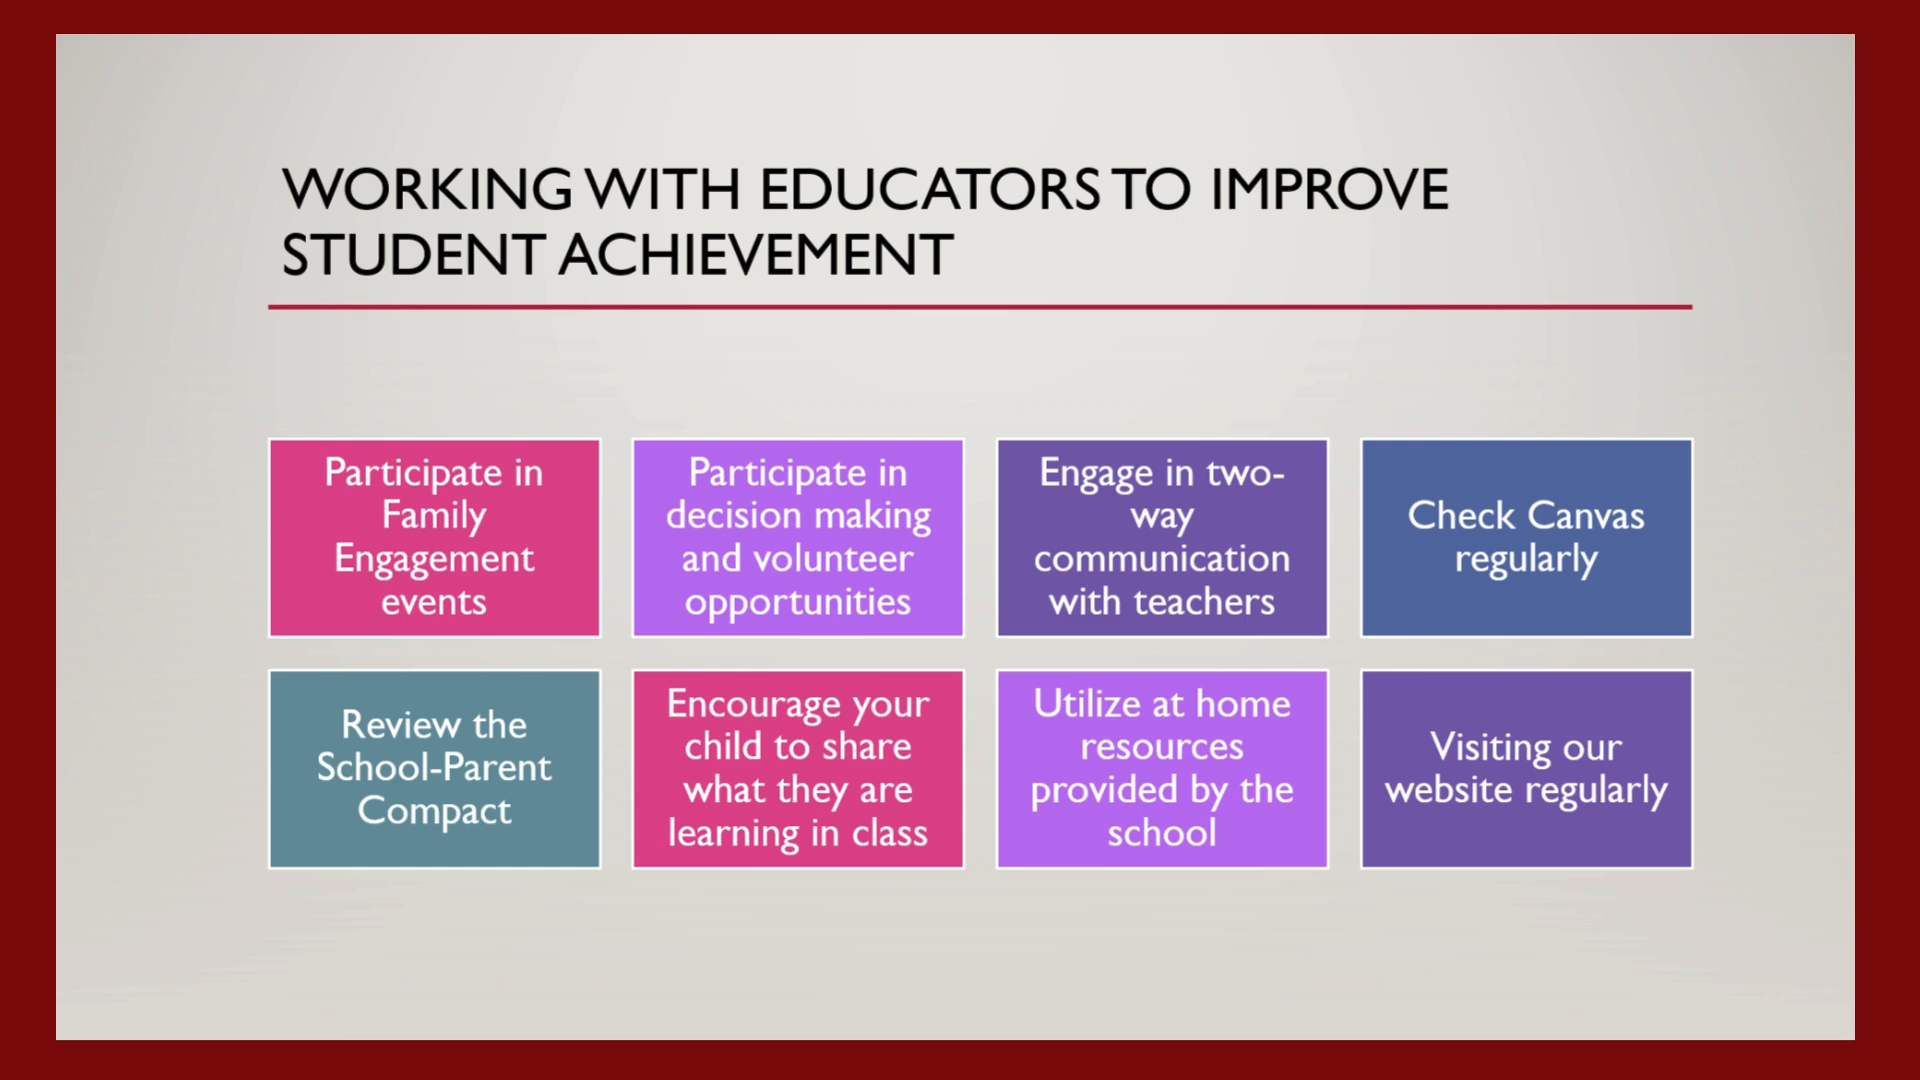 WORKING WITH EDUCATORS TO IMPROVE
STUDENT ACHIEVEMENT
Participate in
Family
Engagement
events
Participate in
decision making
and volunteer
opportunities
Engage in two-
way
communication
with teachers
Check Canvas
regularly
Review the
School-Parent
Compact
Encourage your
child to share
what they are
learning in class
Utilize at home
resources
provided by the
school
Visiting our
website regularly